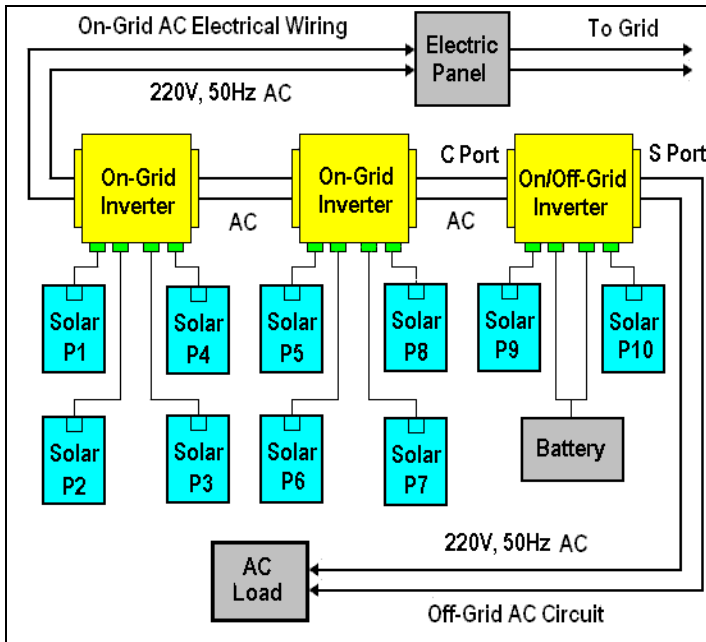 On-Grid AC Electrical Wiring
Electric
Panel
To Grid
220V, 50Hz AC
C Port
S Port
On-Grid
Inverter
On-Grid
Inverter
On/Off-Grid
Inverter
AC
AC
Solar
P1
Solar
P4
Solar
P5
Solar
P8
Solar
P9
Solar
P10
Solar
P2
Solar
P3
Solar
P6
Solar
P7
Battery
220V, 50Hz AC
AC
Load
Off-Grid AC Circuit